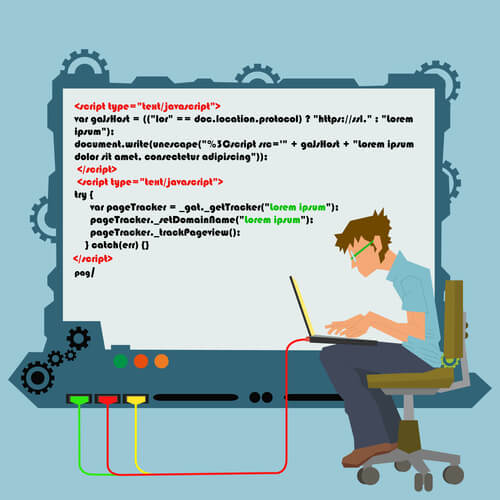 <script type="text/javascript">
var gaJsHost = (("lor" == doc.location.protocol) ? "https://ssl." : "Lorem
ipsum");
document.write(unescape("%3Cscript src='" + gaJsHost + "Lorem ipsum
dolor sit amet, consectetur adipiscing"));
</script>
<script type="text/javascript">
try {
var pageTracker = _gat._getTracker("Lorem ipsum");
pageTracker._setDomainName("Lorem ipsum");
pageTracker._trackPageview();
} catch(err) {}
</script>
pag/